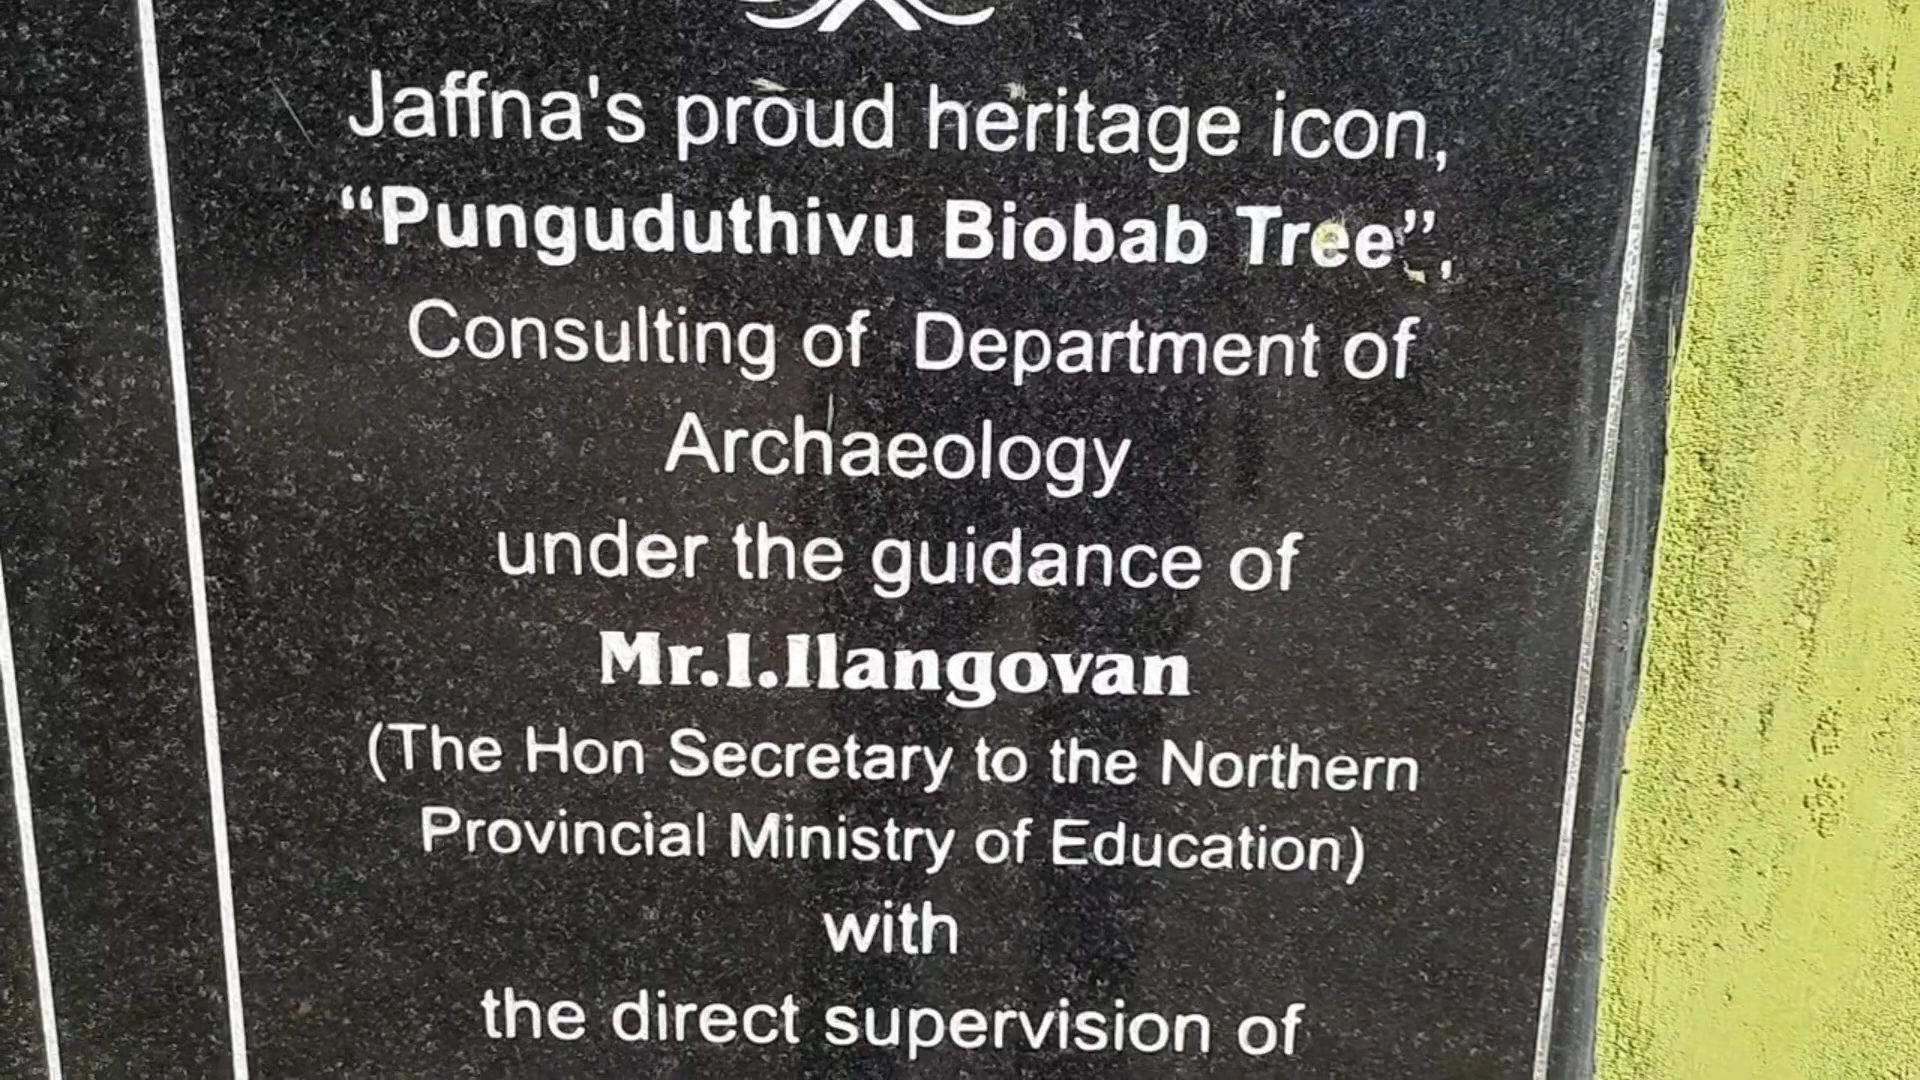 Jaffna's proud heritage icon,
“Punguduthivu Biobab Tree”,
Consulting of Department of
Archaeology
under the guidance of
Mr.I.Ilangovan
(The Hon Secretary to the Northern
Provincial Ministry of Education)
with
the direct supervision of